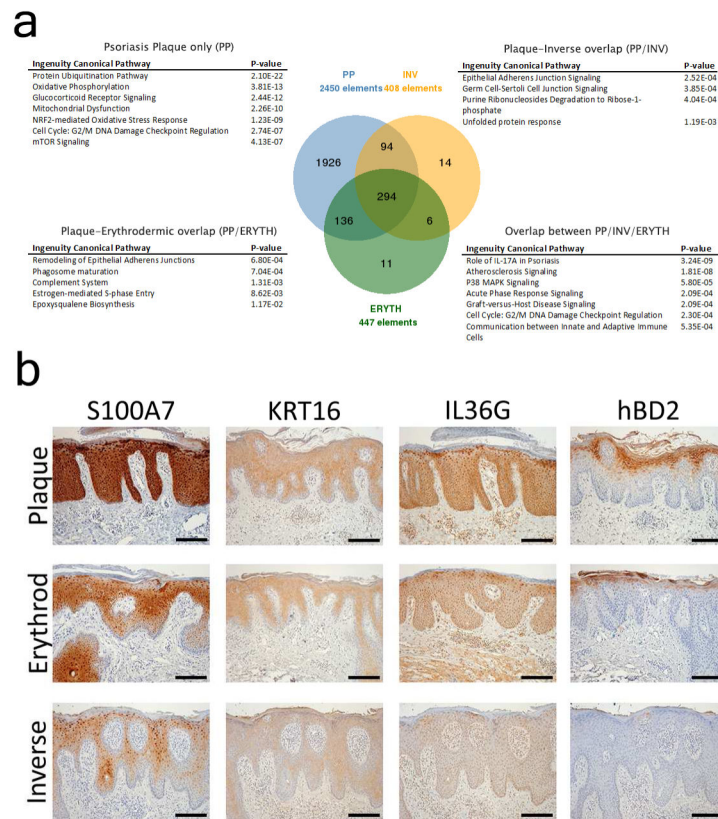 a
Psoriasis Plaque only (PP)
Ingenuity Canonical Pathway P-value
Protein Ubiquitination Pathway 2.10E-22
Oxidative Phosphorylation 3.81E-13
Glucocorticoid Receptor Signaling 2.44E-12
Mitochondrial Dysfunction 2.26E-10
NRF2-mediated Oxidative Stress Response 1.23E-09
Cell Cycle: G2/M DNA Damage Checkpoint Regulation 2.74E-07
mTOR Signaling 4.13E-07
Plaque-Inverse overlap (PP/INV)
Ingenuity Canonical Pathway P-value
Epithelial Adherens Junction Signaling 2.52E-04
Germ Cell-Sertoli Cell Junction Signaling 3.85E-04
Purine Ribonucleosides Degradation to Ribose-1- 4.04E-04
phosphate
Unfolded protein response 1.19E-03
PP INV
2450 elements 408 elements
1926 94 14
294
136 6
11
ERYTH
447 elements
Plaque-Erythrodermic overlap (PP/ERYTH)
Ingenuity Canonical Pathway P-value
Remodeling of Epithelial Adherens Junctions 6.80E-04
Phagosome maturation 7.04E-04
Complement System 1.31E-03
Estrogen-mediated S-phase Entry 8.62E-03
Epoxysqualene Biosynthesis 1.17E-02
Overlap between PP/INV/ERYTH
Ingenuity Canonical Pathway P-value
Role of IL-17A in Psoriasis 3.24E-09
Atherosclerosis Signaling 1.81E-08
P38 MAPK Signaling 5.80E-05
Acute Phase Response Signaling 2.09E-04
Graft-versus-Host Disease Signaling 2.09E-04
Cell Cycle: G2/M DNA Damage Checkpoint Regulation 2.30E-04
Communication between Innate and Adaptive Immune 5.35E-04
Cells
b
S100A7 KRT16 IL36G hBD2
Plaque
Erythrod
Inverse